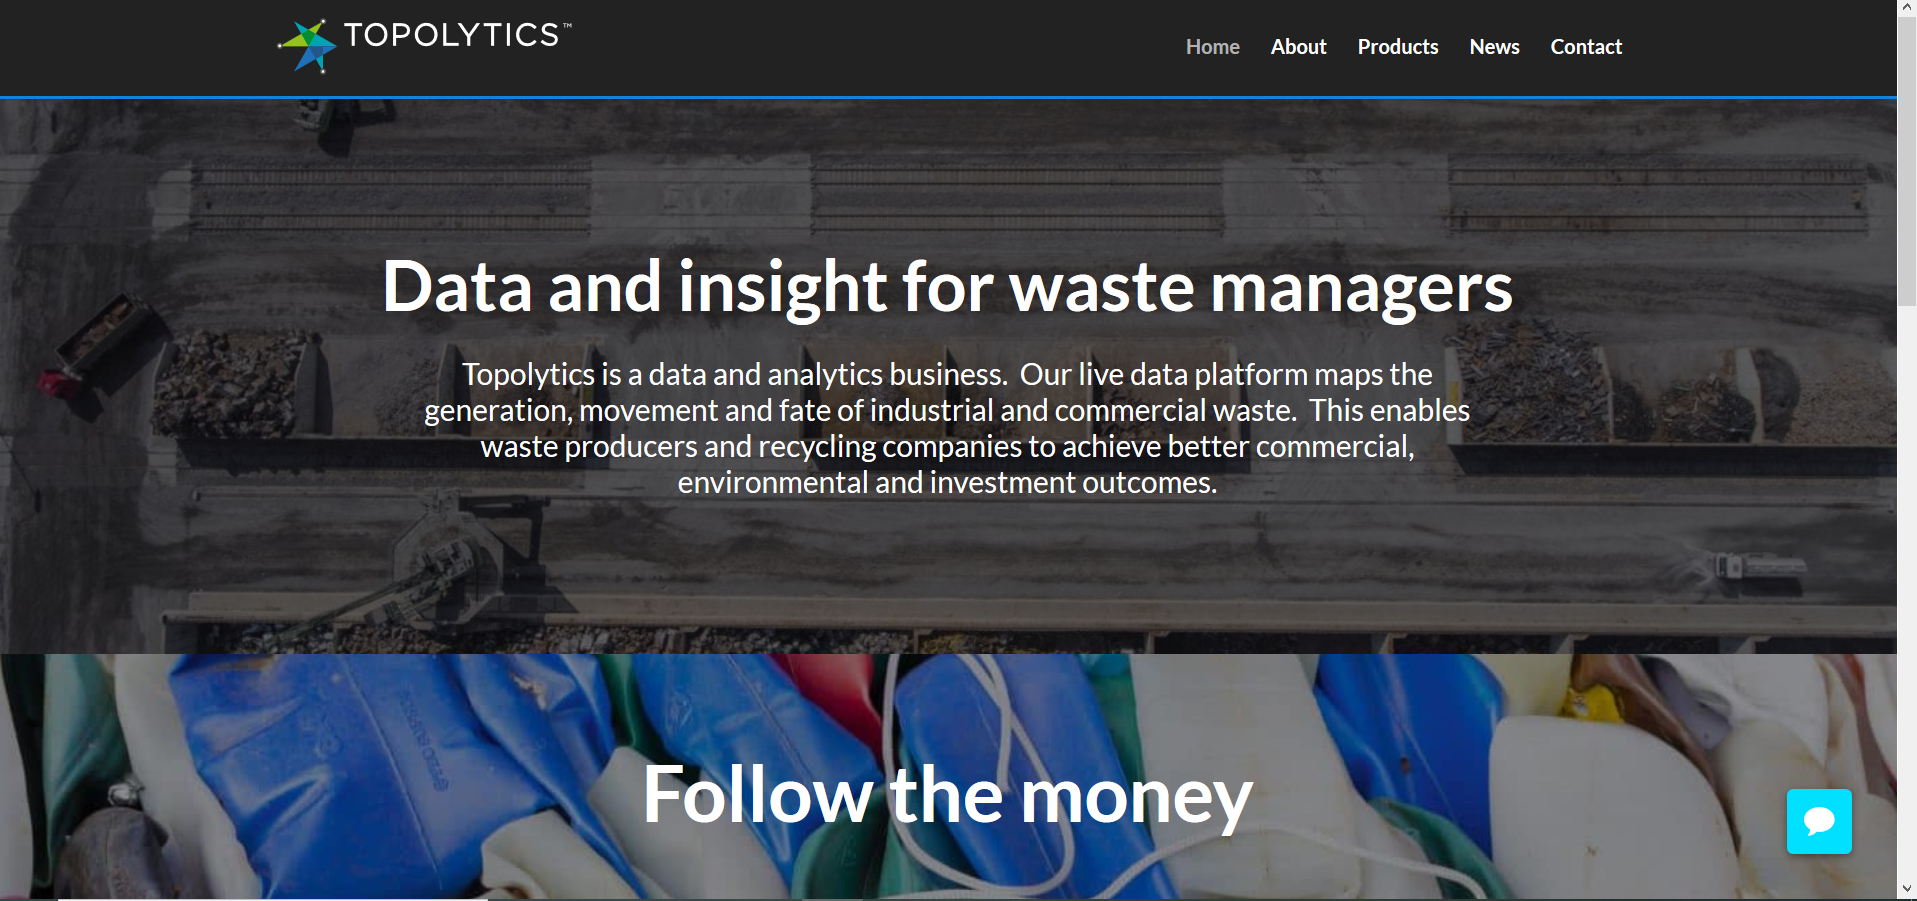 TOPOLYTICS™
Home About Products News Contact
Data and insight for waste managers
Topolytics is a data and analytics business. Our live data platform maps the
generation, movement and fate of industrial and commercial waste. This enables
waste producers and recycling companies to achieve better commercial,
environmental and investment outcomes.
Follow the money